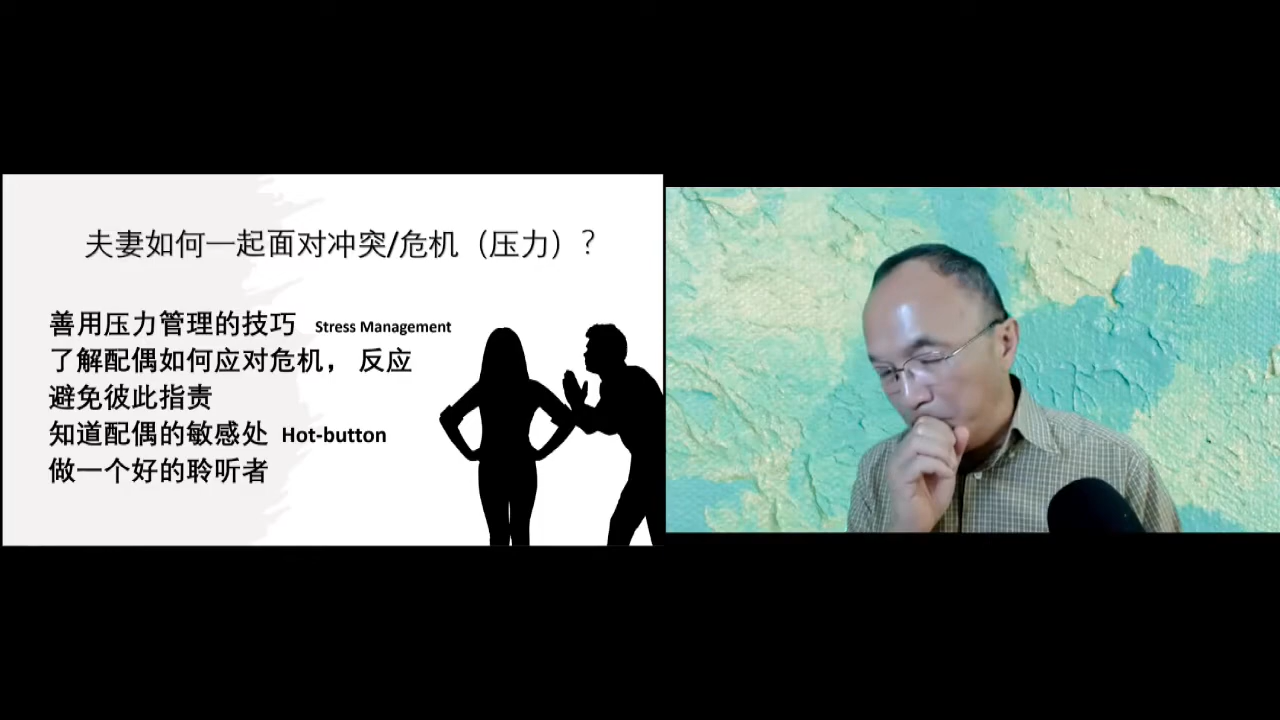 夫妻如何一起面对冲突/危机（压力）?
善用压力管理的技巧 Stress Management
了解配偶如何应对危机， 反应
避免彼此指责
知道配偶的敏感处 Hot-button
做一个好的聆听者